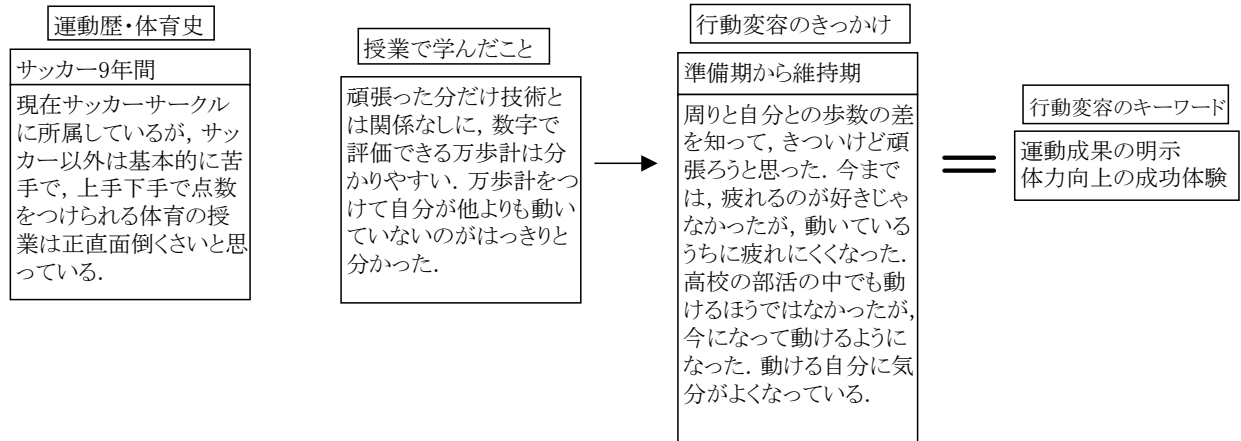 運動歴・体育史
サッカー9年間
現在サッカーサークル
に所属しているが, サッ
カー以外は基本的に苦
手で, 上手下手で点数
をつけられる体育の授
業は正直面倒くさいと思
っている.
授業で学んだこと
頑張った分だけ技術と
は関係なしに, 数字で
評価できる万歩計は分
かりやすい. 万歩計をつ
けて自分が他よりも動い
ていないのがはっきりと
分かった.
行動変容のきっかけ
準備期から維持期
周りと自分との歩数の差
を知って, きついけど頑
張ろうと思った. 今まで
は, 疲れるのが好きじゃ
なかったが, 動いている
うちに疲れにくくなった.
高校の部活の中でも動
けるほうではなかったが,
今になって動けるように
なった. 動ける自分に気
分がよくなっている.
行動変容のキーワード
運動成果の明示
体力向上の成功体験